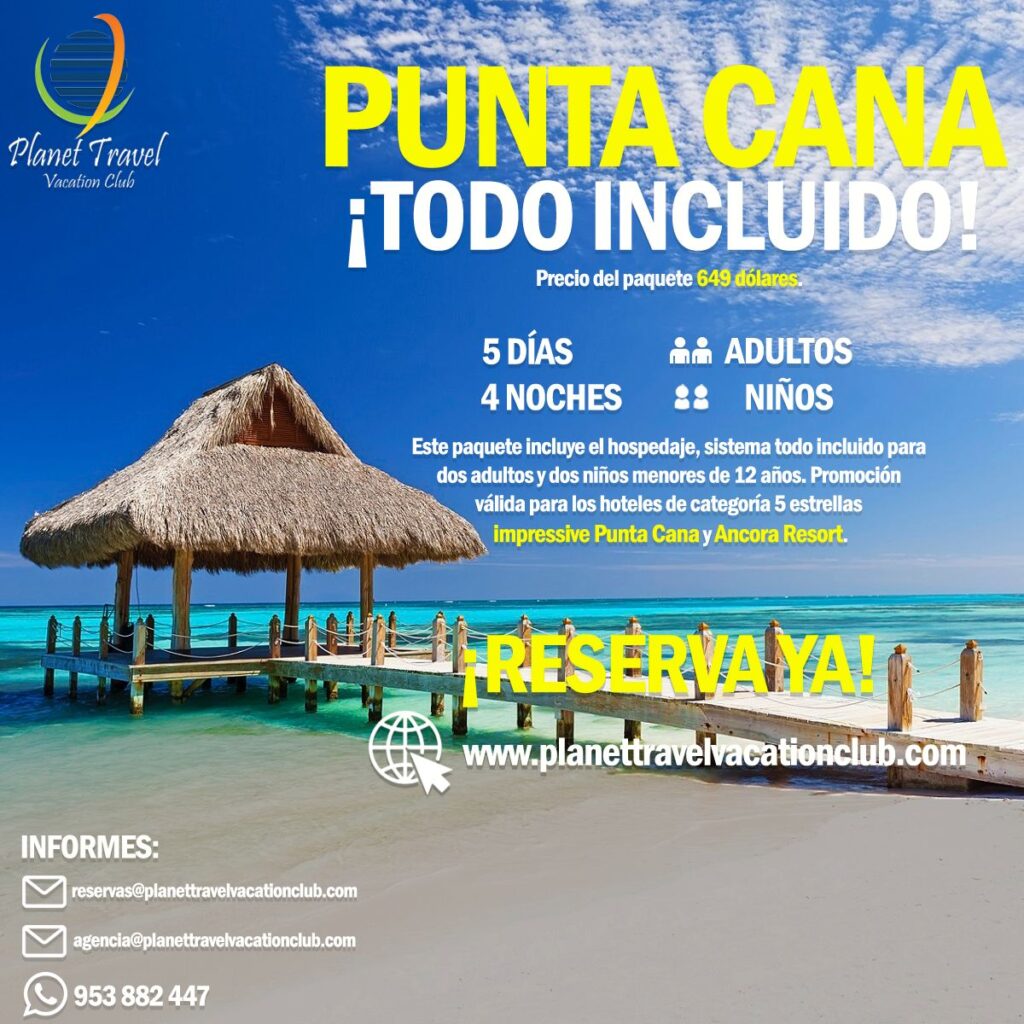 Planet Travel
Vacation Club
PUNTA CANA
¡TODO INCLUIDO!
Precio del paquete 649 dólares.
5 DÍAS
ADULTOS
4 NOCHES
NIÑOS
Este paquete incluye el hospedaje, sistema todo incluido para
dos adultos y dos niños menores de 12 años. Promoción
válida para los hoteles de categoría 5 estrellas
impressive Punta Cana y Ancora Resort.
¡RESERVA YA!
www.planettravelvacationclub.com
INFORMES:
reservas@planettravelvacationclub.com
agencia@planettravelvacationclub.com
953 882 447